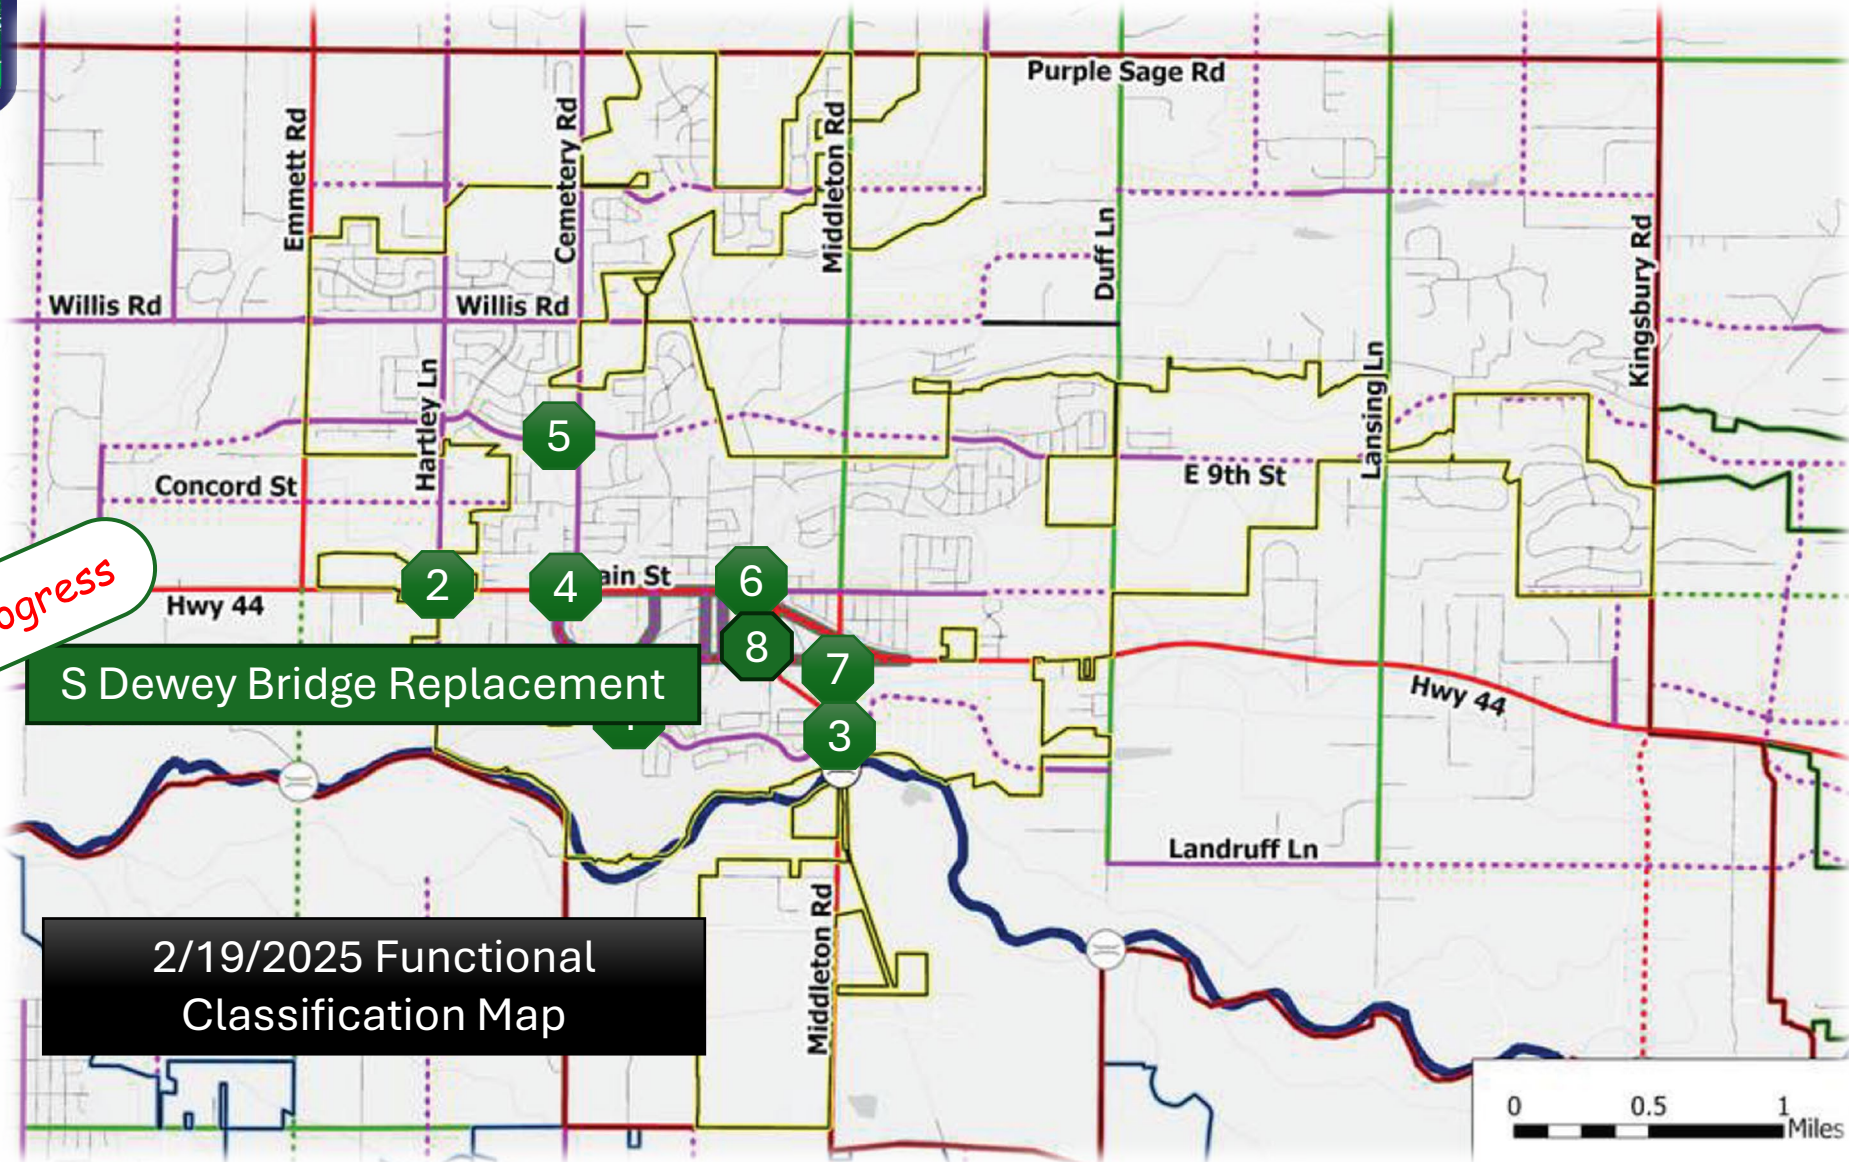 Purple Sage Rd
Emmett Rd
Cemetery Rd
Middleton Rd
Duff Ln
Kingsbury Rd
Willis Rd
Willis Rd
Hartley Ln
Lansing Ln
5
Concord St
E 9th St
ogress
2
4
ain St
6
Hwy 44
8
7
S Dewey Bridge Replacement
Hwy 44
3
Landruff Ln
Middleton Rd
2/19/2025 Functional
Classification Map
0 0.5 1
Miles